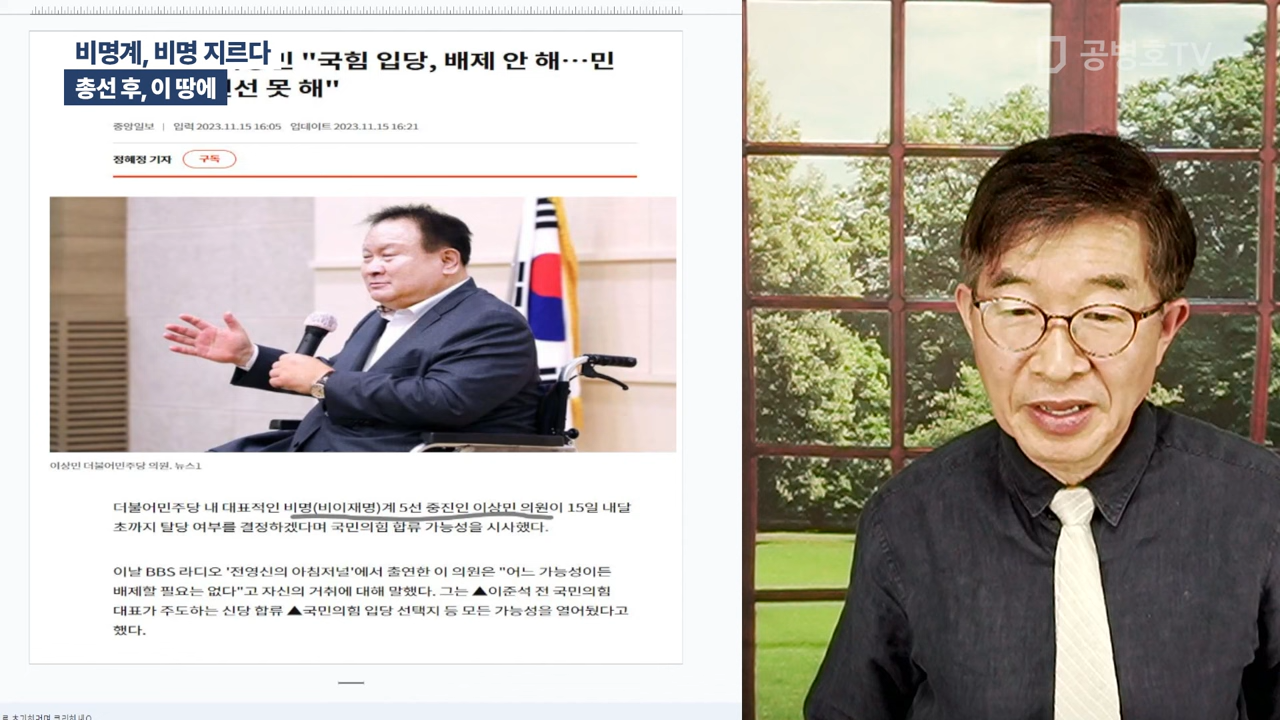 비명계, 비명 지르다
총선 후, 이 땅에
"국힘 입당, 배제 안 해…민
못 해"
중앙일보 | 입력 2023.11.15 16:05 업데이트 2023.11.15 16:21
정혜정 기자 구독
이상민 더불어민주당 의원. 뉴스1
더불어민주당 내 대표적인 비명(비이재명)계 5선 중진인 이상민 의원이 15일 내달
초까지 탈당 여부를 결정하겠다며 국민의힘 합류 가능성을 시사했다.
이날 BBS 라디오 '전영신의 아침저널'에서 출연한 이 의원은 "어느 가능성이든
배제할 필요는 없다"고 자신의 거취에 대해 말했다. 그는 ▲이준석 전 국민의힘
대표가 주도하는 신당 합류 ▲국민의힘 입당 선택지 등 모든 가능성을 열어뒀다고
했다.
공병호TV